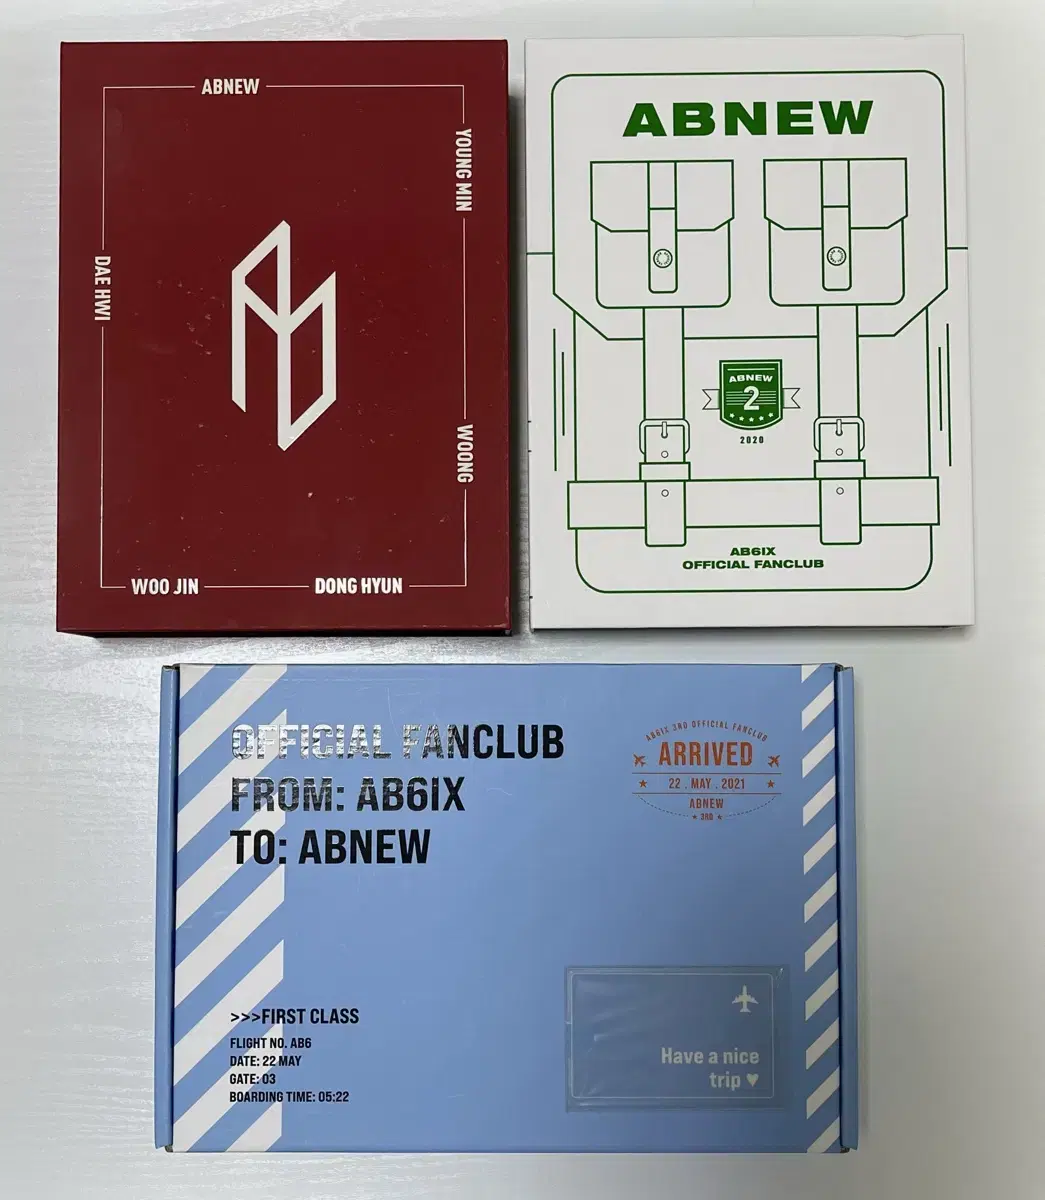 ABNEW
YOUNG MIN
WOONG
DONG HYUN
WOO JIN
DAE HWI
ABNEW
ABNEW
2
2020
AB6IX
OFFICIAL FANCLUB
OFFICIAL FANCLUB
FROM: AB6IX
TO: ABNEW
AB6IX 3RD OFFICIAL FANCLUB
ARRIVED
22 . MAY . 2021
ABNEW
3RD
>>>FIRST CLASS
FLIGHT NO. AB6
DATE: 22 MAY
GATE: 03
BOARDING TIME: 05:22
Have a nice
trip ♥